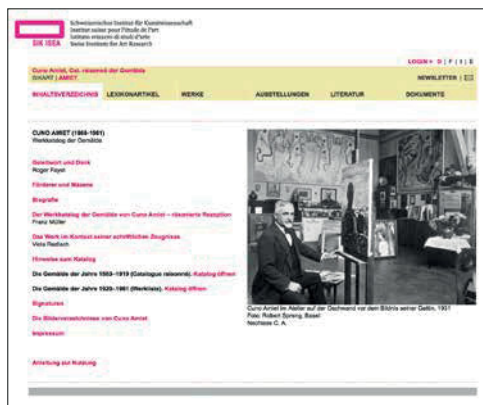 Schweizerisches Institut für Kunstwissenschaft
Institut suisse pour l'étude de l'art
Istituto svizzero di studi d'arte
Swiss Institute for Art Research
SIK ISEA
LOGIN > D | F | I | E
Cuno Amiet, Cat. raisonné der Gemälde
SIKART | AMIET
NEWSLETTER |
INHALTSVERZEICHNIS LEXIKONARTIKEL WERKE AUSSTELLUNGEN LITERATUR DOKUMENTE
CUNO AMIET (1868–1961)
Werkkatalog der Gemälde
Geleitwort und Dank
Roger Fayet
Förderer und Mäzene
Biografie
Der Werkkatalog der Gemälde von Cuno Amiet – räsonierte Rezeption
Franz Müller
Das Werk im Kontext seiner schriftlichen Zeugnisse
Viola Radlach
Hinweise zum Katalog
Die Gemälde der Jahre 1883–1919 (Catalogue raisonné). Katalog öffnen
Die Gemälde der Jahre 1920–1961 (Werkliste). Katalog öffnen
Signaturen
Die Bilderverzeichnisse von Cuno Amiet
Impressum
Anleitung zur Nutzung
Cuno Amiet im Atelier auf der Oschwand vor dem Bildnis seiner Gattin, 1931
Foto: Robert Spreng, Basel
Nachlass C. A.